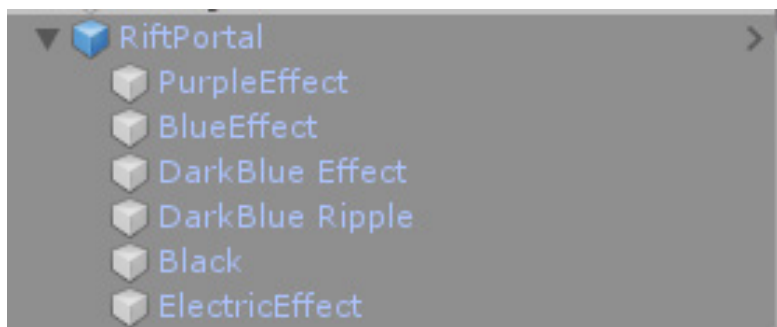 RiftPortal
PurpleEffect
BlueEffect
DarkBlue Effect
DarkBlue Ripple
Black
ElectricEffect